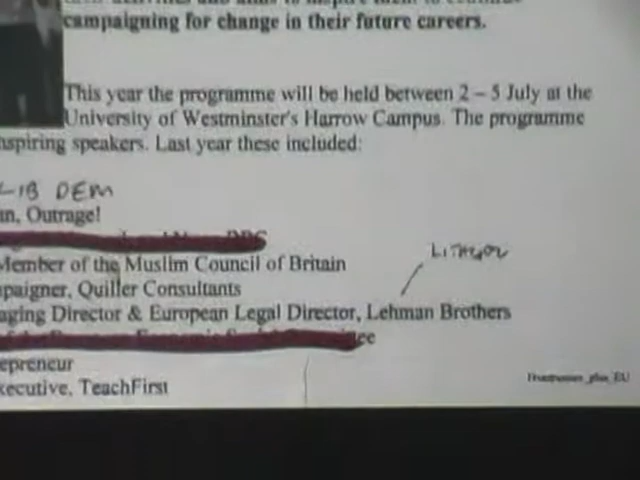 campaigning for change in their future careers.
This year the programme will be held between 2 – 5 July at the
University of Westminster's Harrow Campus. The programme
nspiring speakers. Last year these included:
LIB DEM
an, Outrage!
Member of the Muslim Council of Britain
mpaigner, Quiller Consultants
aging Director & European Legal Director, Lehman Brothers
epreneur
xecutive, TeachFirst